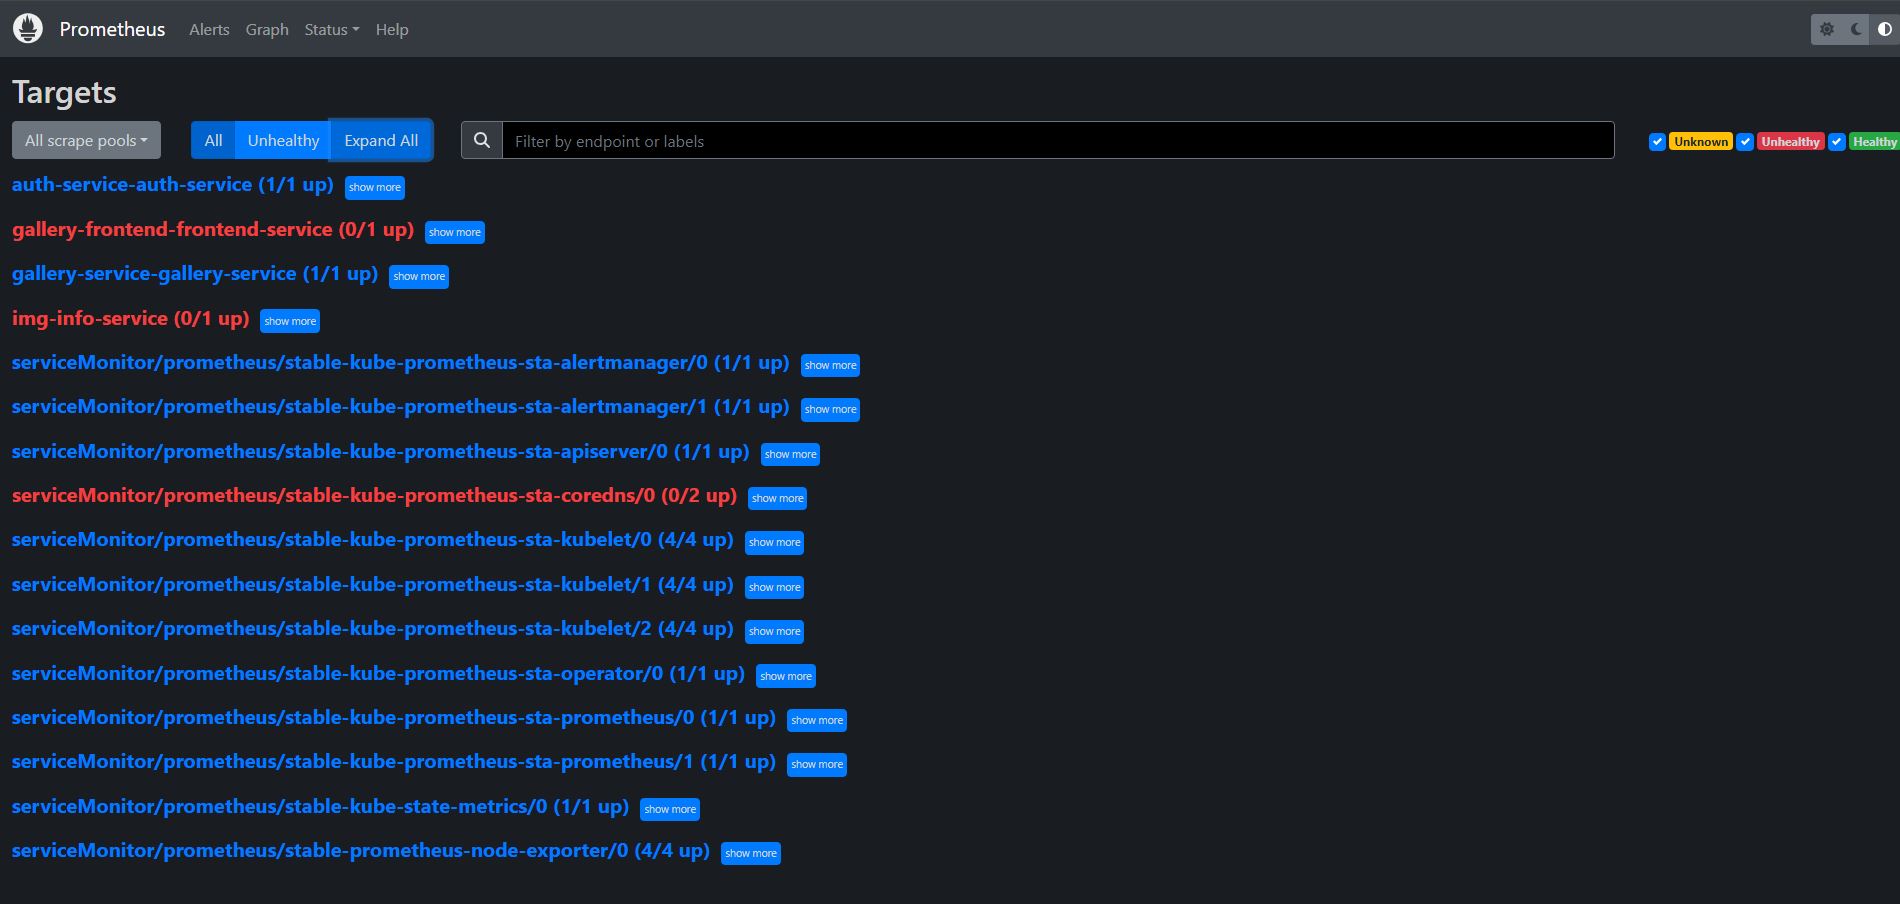 Prometheus Alerts Graph Status Help
Targets
All scrape pools All Unhealthy Expand All Filter by endpoint or labels Unknown Unhealthy Healthy
auth-service-auth-service (1/1 up) show more
gallery-frontend-frontend-service (0/1 up) show more
gallery-service-gallery-service (1/1 up) show more
img-info-service (0/1 up) show more
serviceMonitor/prometheus/stable-kube-prometheus-sta-alertmanager/0 (1/1 up) show more
serviceMonitor/prometheus/stable-kube-prometheus-sta-alertmanager/1 (1/1 up) show more
serviceMonitor/prometheus/stable-kube-prometheus-sta-apiserver/0 (1/1 up) show more
serviceMonitor/prometheus/stable-kube-prometheus-sta-coredns/0 (0/2 up) show more
serviceMonitor/prometheus/stable-kube-prometheus-sta-kubelet/0 (4/4 up) show more
serviceMonitor/prometheus/stable-kube-prometheus-sta-kubelet/1 (4/4 up) show more
serviceMonitor/prometheus/stable-kube-prometheus-sta-kubelet/2 (4/4 up) show more
serviceMonitor/prometheus/stable-kube-prometheus-sta-operator/0 (1/1 up) show more
serviceMonitor/prometheus/stable-kube-prometheus-sta-prometheus/0 (1/1 up) show more
serviceMonitor/prometheus/stable-kube-prometheus-sta-prometheus/1 (1/1 up) show more
serviceMonitor/prometheus/stable-kube-state-metrics/0 (1/1 up) show more
serviceMonitor/prometheus/stable-prometheus-node-exporter/0 (4/4 up) show more